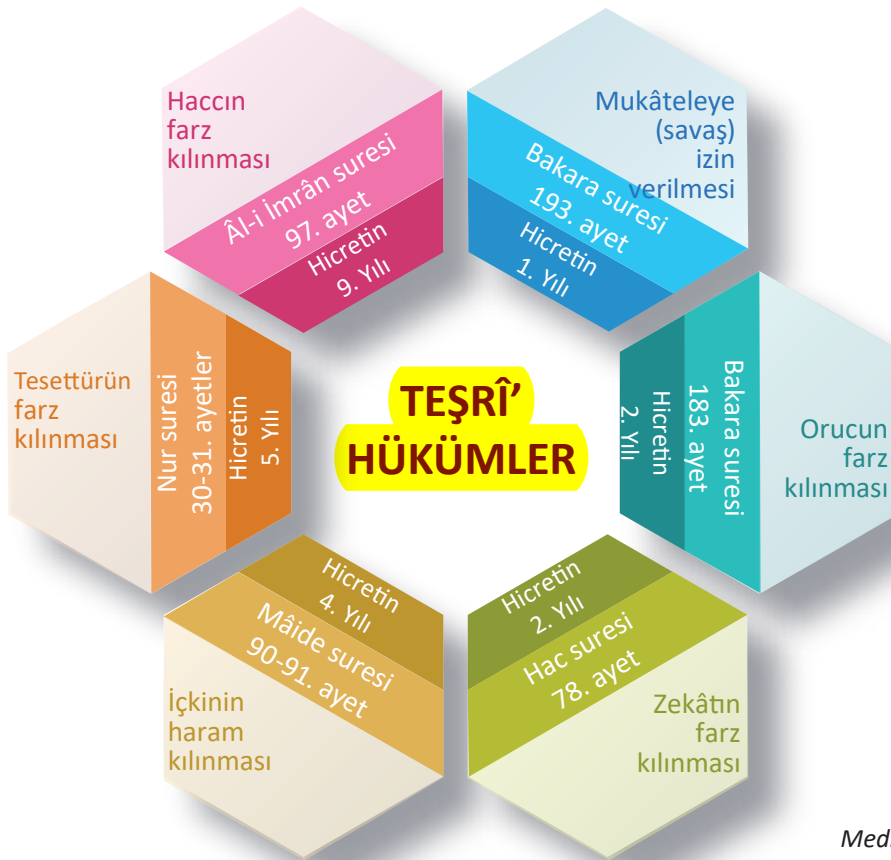 Haccın
farz
kılınması
Âl-i İmrân suresi
97. ayet
Hicretin
9. Yılı
Mukâteleye
(savaş)
izin
verilmesi
Bakara suresi
193. ayet
Hicretin
1. Yılı
Tesettürün
farz
kılınması
Nur suresi
30-31. ayetler
Hicretin
5. Yılı
TEŞRÎ’
HÜKÜMLER
Orucun
farz
kılınması
Bakara suresi
183. ayet
Hicretin
2. Yılı
İçkinin
haram
kılınması
Mâide suresi
90-91. ayet
Hicretin
4. Yılı
Hicretin
2. Yılı
Hac suresi
78. ayet
Zekâtın
farz
kılınması